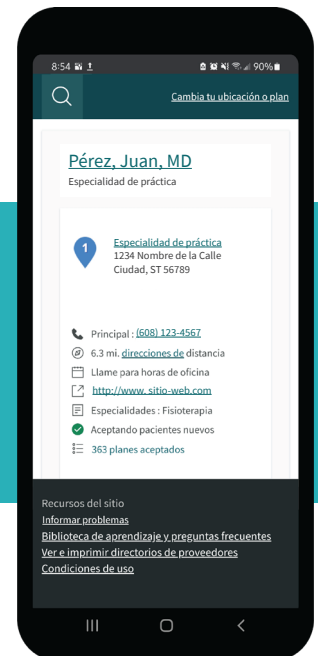 8:54
90%
Cambia tu ubicación o plan
Pérez, Juan, MD
Especialidad de práctica
1
Especialidad de práctica
1234 Nombre de la Calle
Ciudad, ST 56789
Principal : (608) 123-4567
6.3 mi. direcciones de distancia
Llame para horas de oficina
http://www. sitio-web.com
Especialidades : Fisioterapia
Aceptando pacientes nuevos
363 planes aceptados
Recursos del sitio
Informar problemas
Biblioteca de aprendizaje y preguntas frecuentes
Ver e imprimir directorios de proveedores
Condiciones de uso